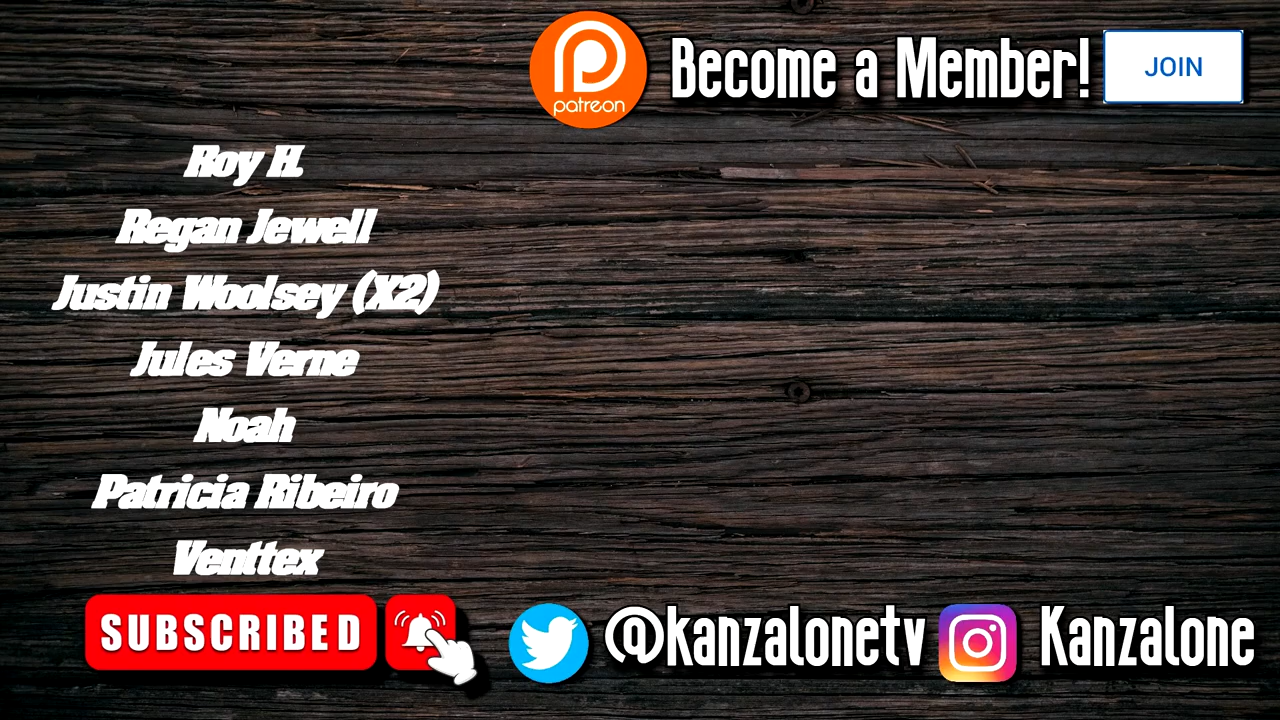 patreon
Become a Member!
JOIN
Roy H.
Regan Jewell
Justin Woolsey (X2)
Jules Verne
Noah
Patricia Ribeiro
Venttex
SUBSCRIBED
@kanzalonetv
Kanzalone